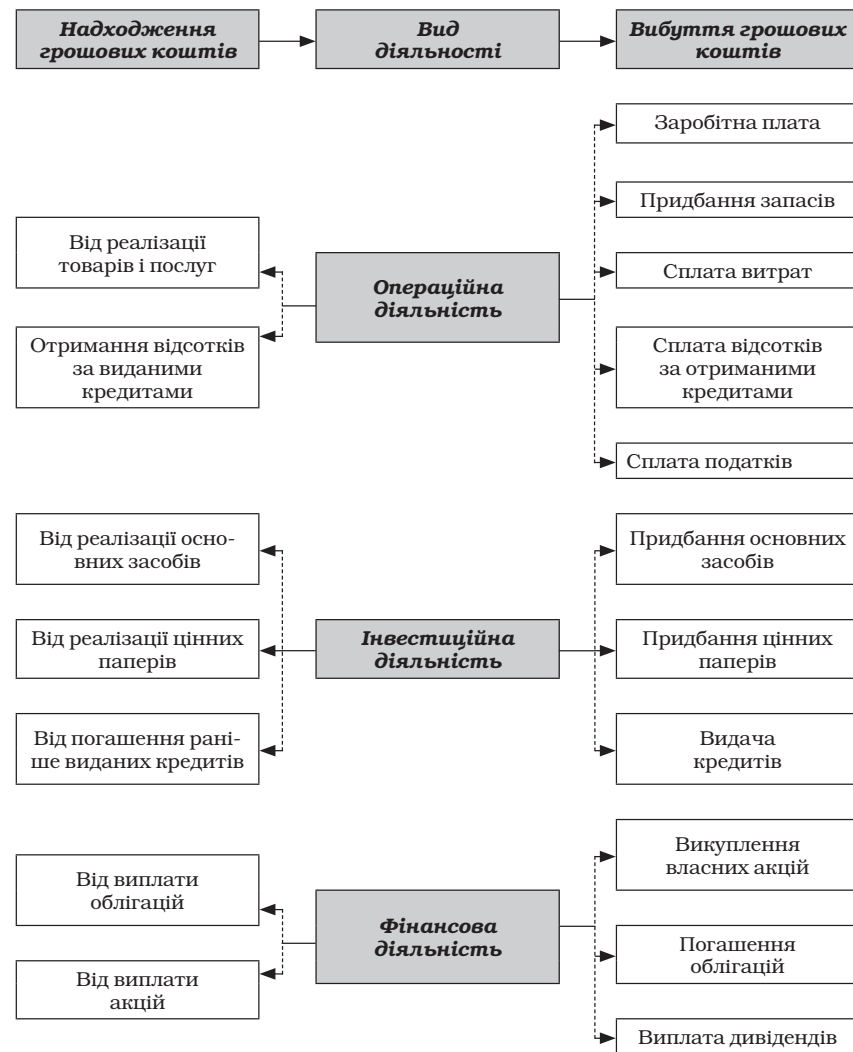 Надходження
грошових коштів
Вид
діяльності
Вибуття грошових
коштів
Від реалізації
товарів і послуг
Отримання відсотків
за виданими
кредитами
Операційна
діяльність
Заробітна плата
Придбання запасів
Сплата витрат
Сплата відсотків
за отриманими
кредитами
Сплата податків
Від реалізації осно-
вних засобів
Від реалізації цінних
паперів
Від погашення рані-
ше виданих кредитів
Інвестиційна
діяльність
Придбання основних
засобів
Придбання цінних
паперів
Видача
кредитів
Від виплати
облігацій
Від виплати
акцій
Фінансова
діяльність
Викуплення
власних акцій
Погашення
облігацій
Виплата дивідендів